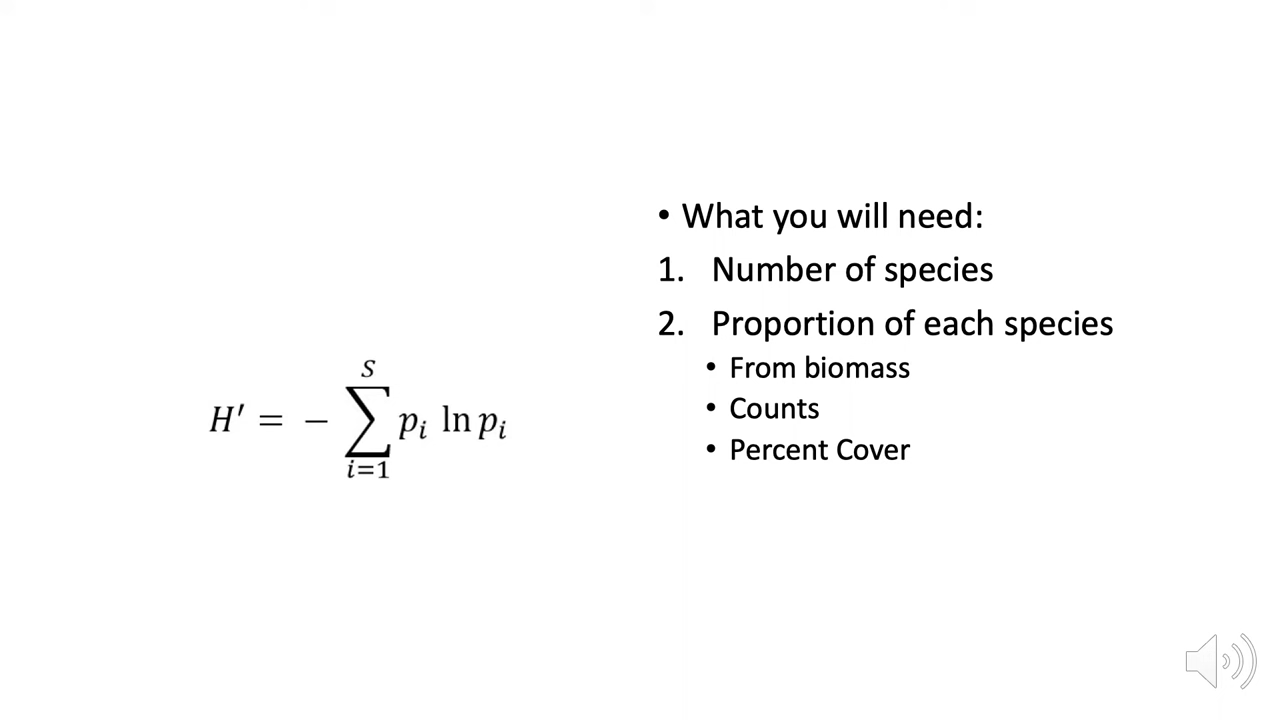 • What you will need:
1. Number of species
2. Proportion of each species
• From biomass
• Counts
• Percent Cover
H′ = − ∑_{i=1}^{S} p_i ln p_i